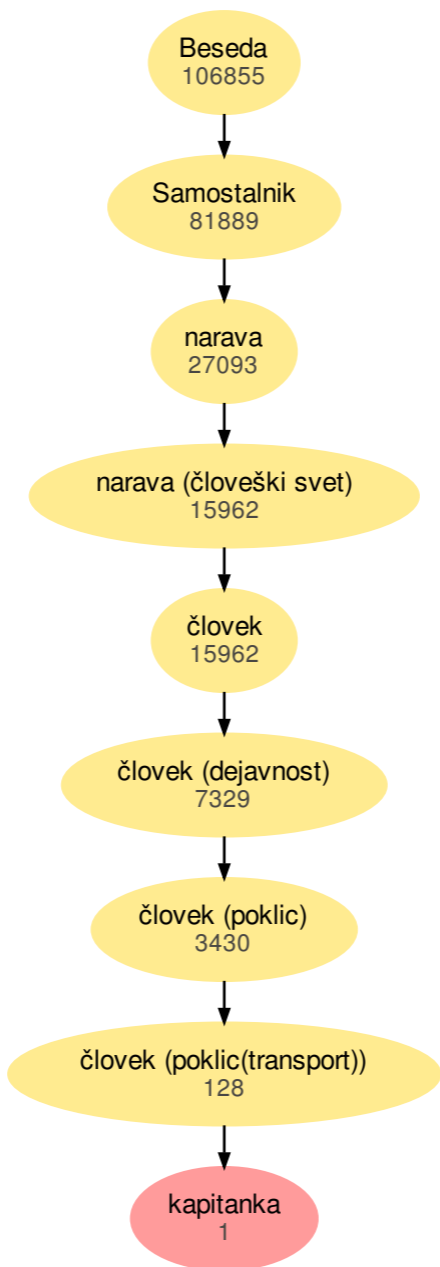 Beseda
106855
Samostalnik
81889
narava
27093
narava (človeški svet)
15962
človek
15962
človek (dejavnost)
7329
človek (poklic)
3430
človek (poklic(transport))
128
kapitanka
1